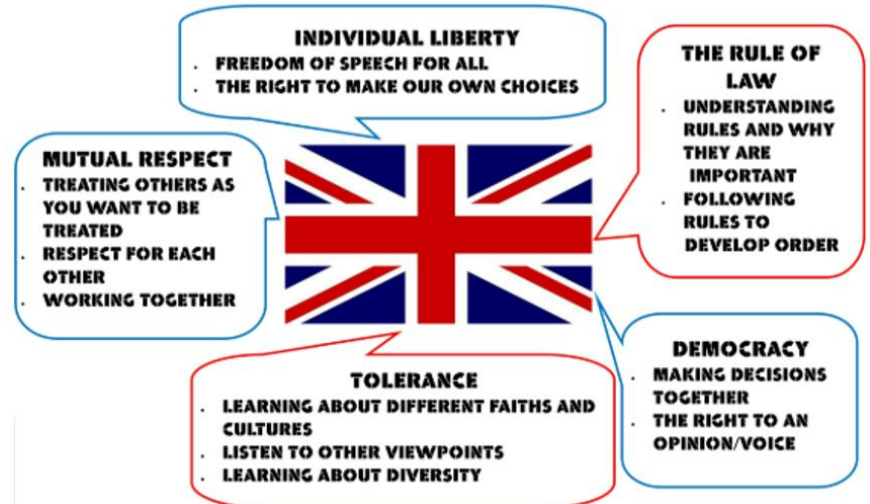 INDIVIDUAL LIBERTY
. FREEDOM OF SPEECH FOR ALL
. THE RIGHT TO MAKE OUR OWN CHOICES
THE RULE OF
LAW
. UNDERSTANDING
RULES AND WHY
THEY ARE
IMPORTANT
. FOLLOWING
RULES TO
DEVELOP ORDER
MUTUAL RESPECT
. TREATING OTHERS AS
YOU WANT TO BE
TREATED
. RESPECT FOR EACH
OTHER
. WORKING TOGETHER
DEMOCRACY
. MAKING DECISIONS
TOGETHER
. THE RIGHT TO AN
OPINION/VOICE
TOLERANCE
. LEARNING ABOUT DIFFERENT FAITHS AND
CULTURES
. LISTEN TO OTHER VIEWPOINTS
. LEARNING ABOUT DIVERSITY